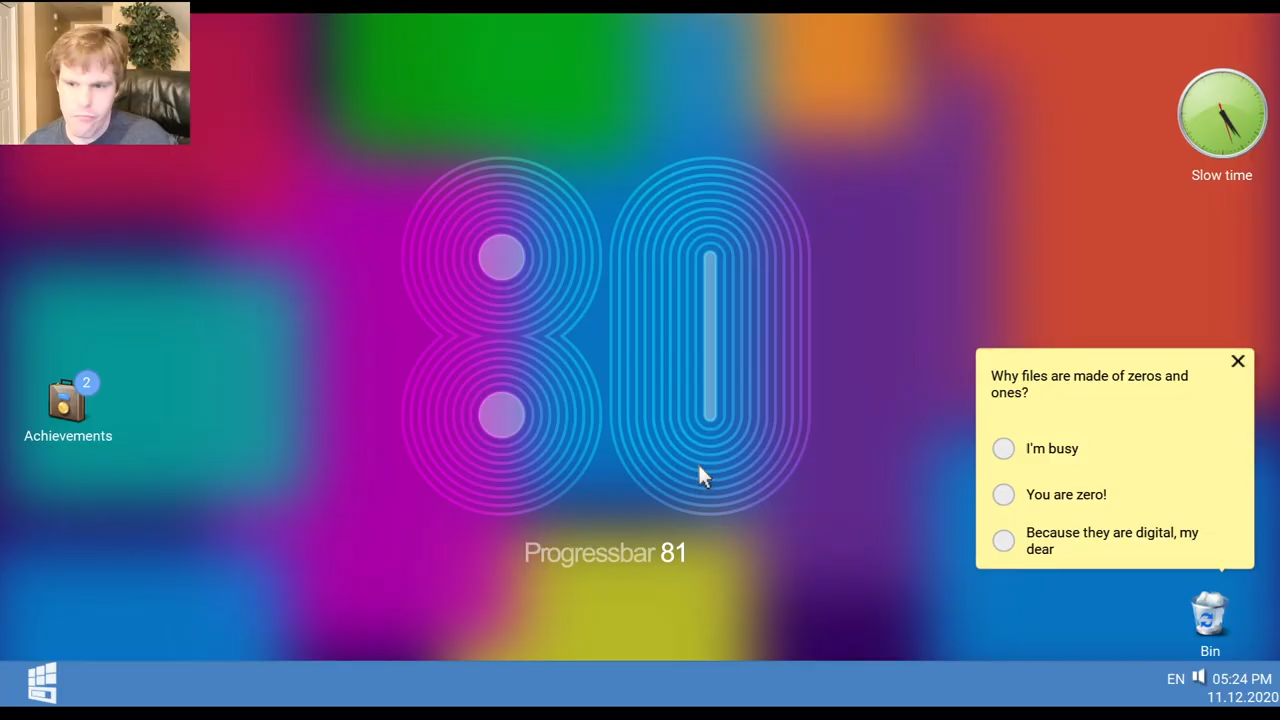 80
Slow time
Why files are made of zeros and
ones?
I'm busy
You are zero!
Because they are digital, my
dear
2
Achievements
Progressbar 81
Bin
EN 05:24 PM
11.12.2020